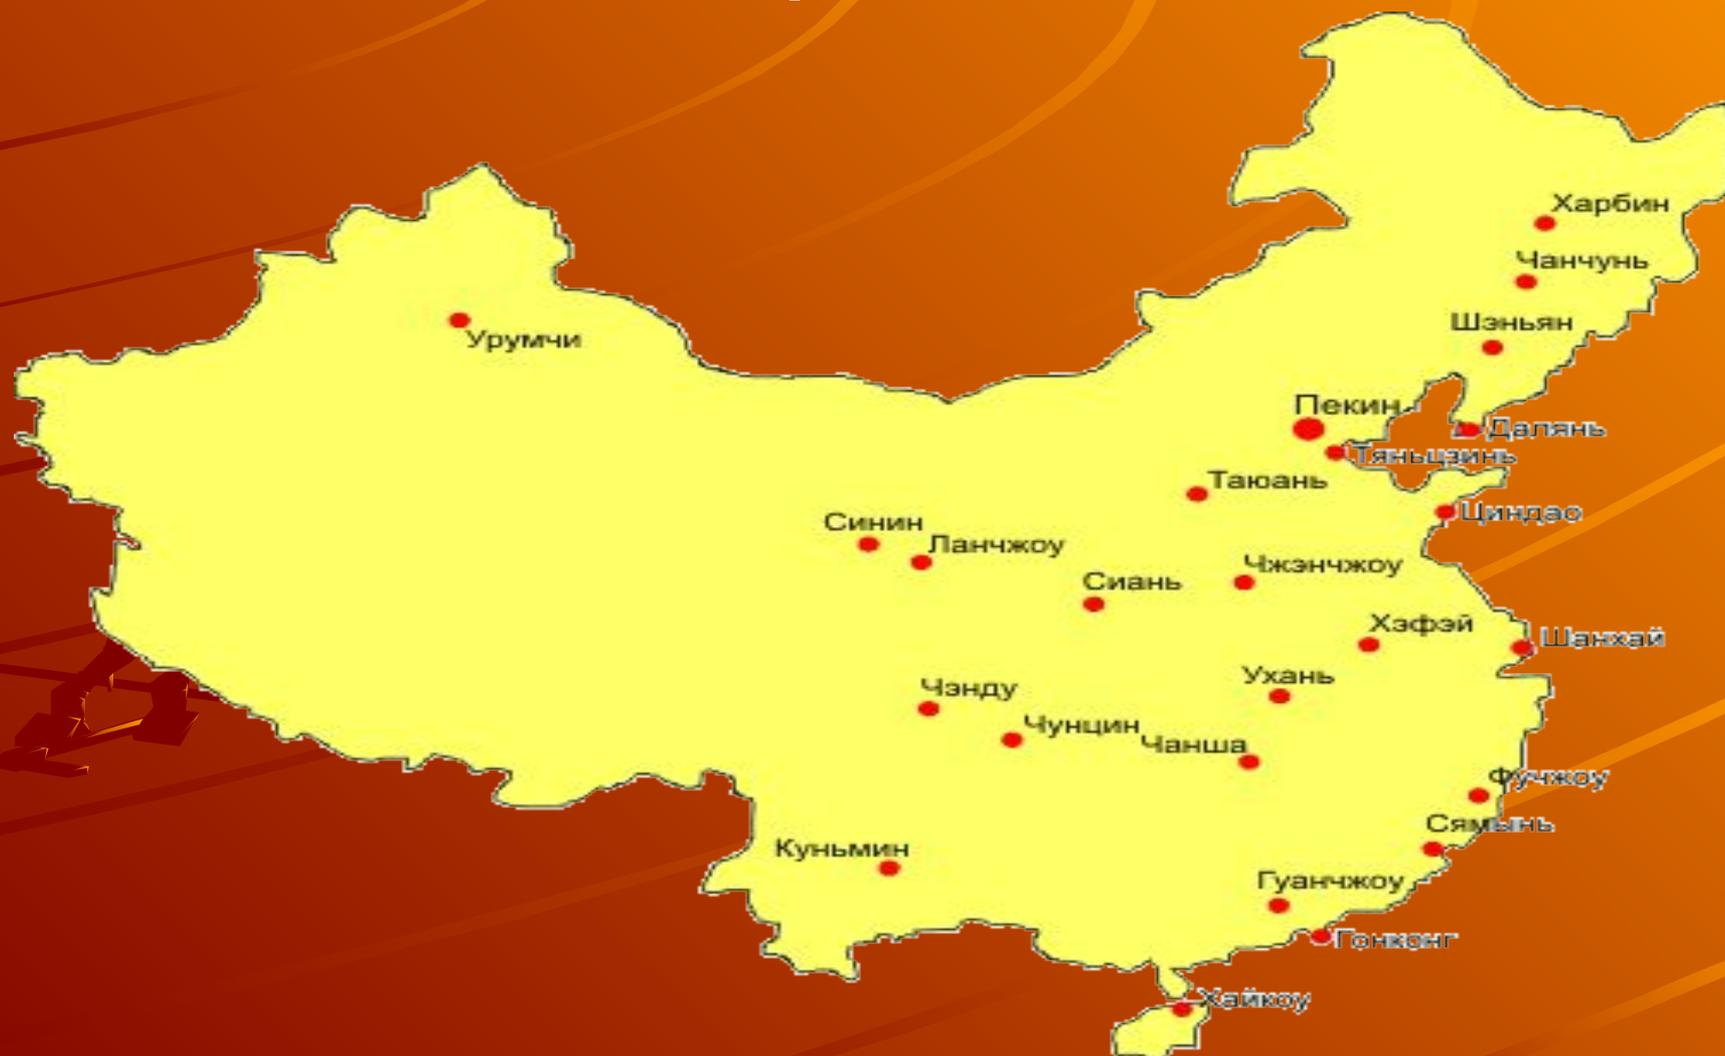 Харбин
Чанчунь
Шэньян
Урумчи
Пекин
Далянь
Тяньцзинь
Таюань
Циндао
Синин
Ланчжоу
Чжэнчжоу
Сиань
Хэфэй
Шанхай
Ухань
Чэнду
Чунцин
Чанша
Фучжоу
Сямынь
Куньмин
Гуанчжоу
Гонконг
Хайкоу